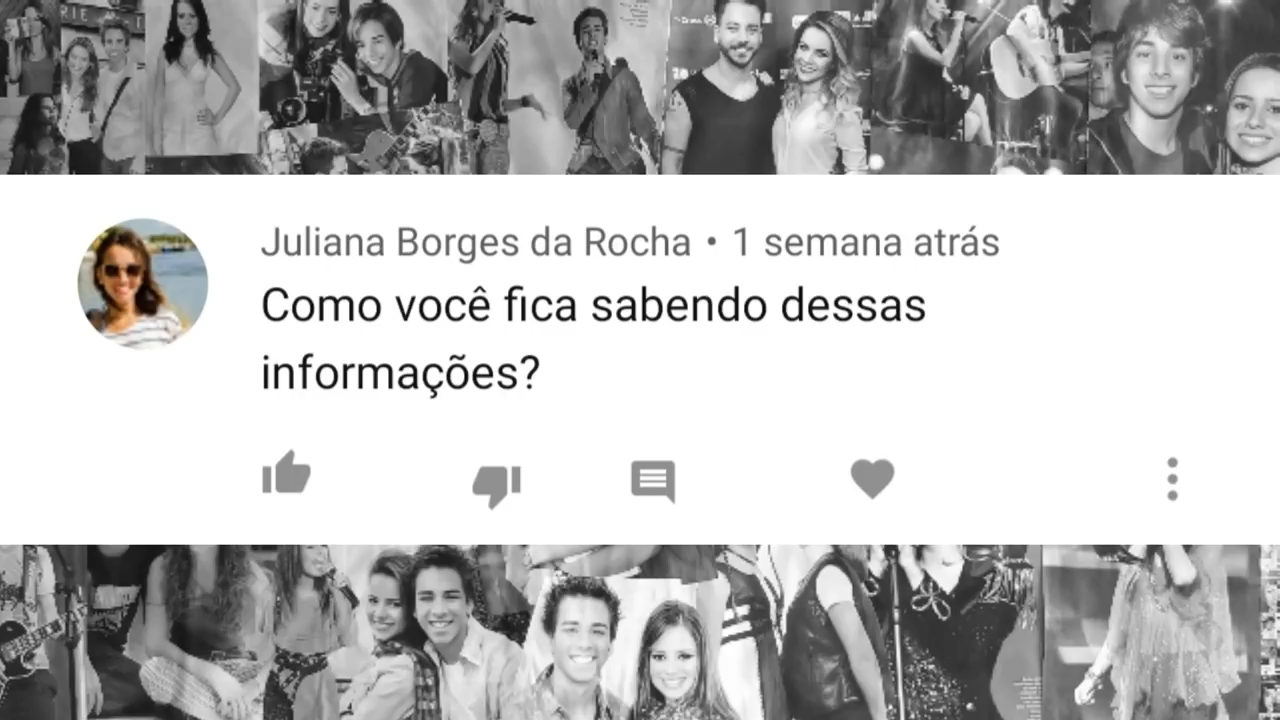 Juliana Borges da Rocha • 1 semana atrás
Como você fica sabendo dessas
informações?